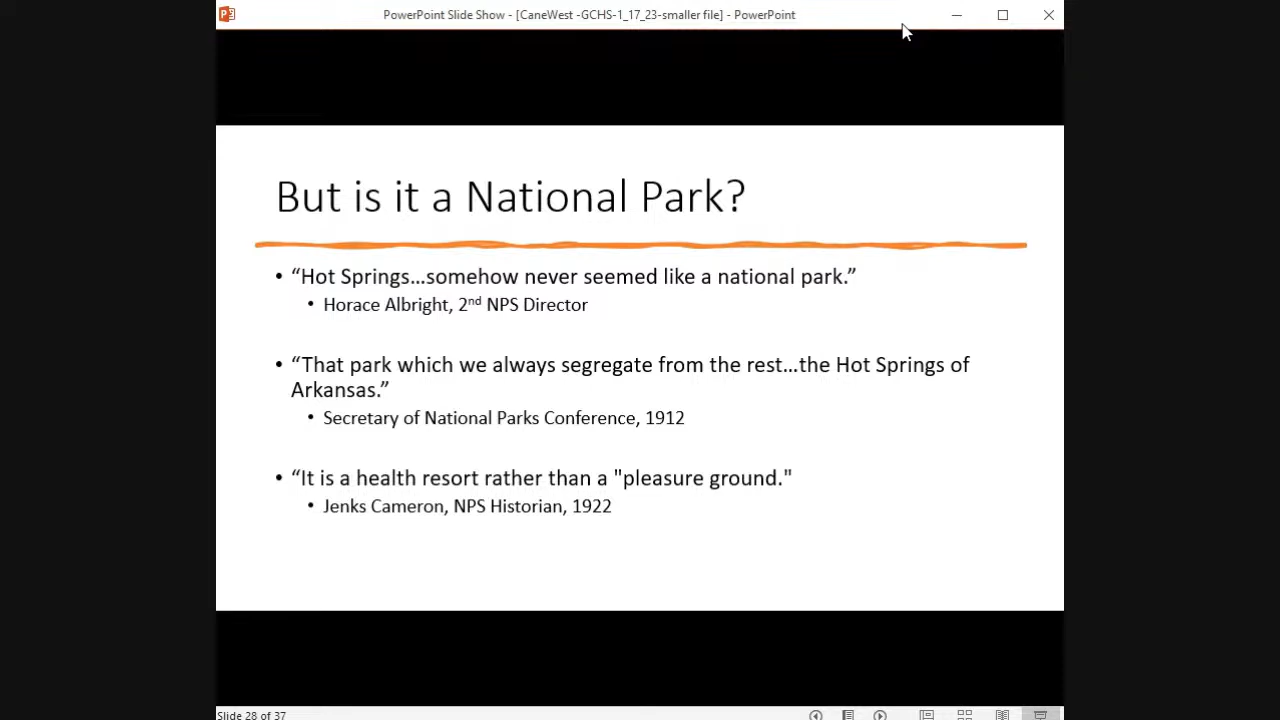 PowerPoint Slide Show - [CaneWest -GCHS-1_17_23-smaller file] - PowerPoint
But is it a National Park?
• “Hot Springs...somehow never seemed like a national park.”
• Horace Albright, 2nd NPS Director
• “That park which we always segregate from the rest...the Hot Springs of
Arkansas.”
• Secretary of National Parks Conference, 1912
• “It is a health resort rather than a "pleasure ground."
• Jenks Cameron, NPS Historian, 1922
Slide 28 of 37